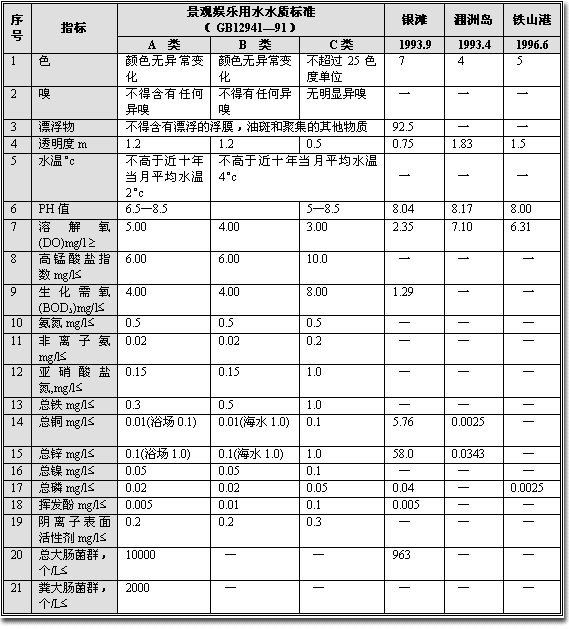 序号 指标 景观娱乐用水水质标准（GB12941—91） 银滩 涠洲岛 铁山港
A 类 B 类 C类 1993.9 1993.4 1996.6
1 色 颜色无异常变化 颜色无异常变化 不超过 25 色度单位 7 4 5
2 嗅 不得含有任何异嗅 不得有任何异嗅 无明显异嗅 — — —
3 漂浮物 不得含有漂浮的浮膜，油斑和聚集的其他物质 92.5 — —
4 透明度 m 1.2 1.2 0.5 0.75 1.83 1.5
5 水温°c 不高于近十年当月平均水温2°c 不高于近十年当月平均水温4°c — — —
6 PH 值 6.5—8.5 5—8.5 8.04 8.17 8.00
7 溶解氧(DO)mg/l≥ 5.00 4.00 3.00 2.35 7.10 6.31
8 高锰酸盐指数 mg/l≤ 6.00 6.00 10.0 — — —
9 生化需氧(BOD₅)mg/l≤ 4.00 4.00 8.00 1.29 — —
10 氨氮 mg/l≤ 0.5 0.5 0.5 — — —
11 非离子氨mg/l≤ 0.02 0.02 0.2 — — —
12 亚硝酸盐氮,mg/l≤ 0.15 0.15 1.0 — — —
13 总铁 mg/l≤ 0.3 0.5 1.0 — — —
14 总铜 mg/l≤ 0.01(浴场 0.1) 0.01(海水 1.0) 0.1 5.76 0.0025 —
15 总锌 mg/l≤ 0.1(浴场 1.0) 0.1(海水 1.0) 1.0 58.0 0.0343 —
16 总镍 mg/l≤ 0.05 0.05 0.1 — — —
17 总磷 mg/l≤ 0.02 0.02 0.05 0.04 — 0.0025
18 挥发酚 mg/l≤ 0.005 0.01 0.1 0.005 — —
19 阴离子表面活性剂 mg/l≤ 0.2 0.2 0.3 — — —
20 总大肠菌群，个/L≤ 10000 — — 963
21 粪大肠菌群，个/L≤ 2000 — — — — —